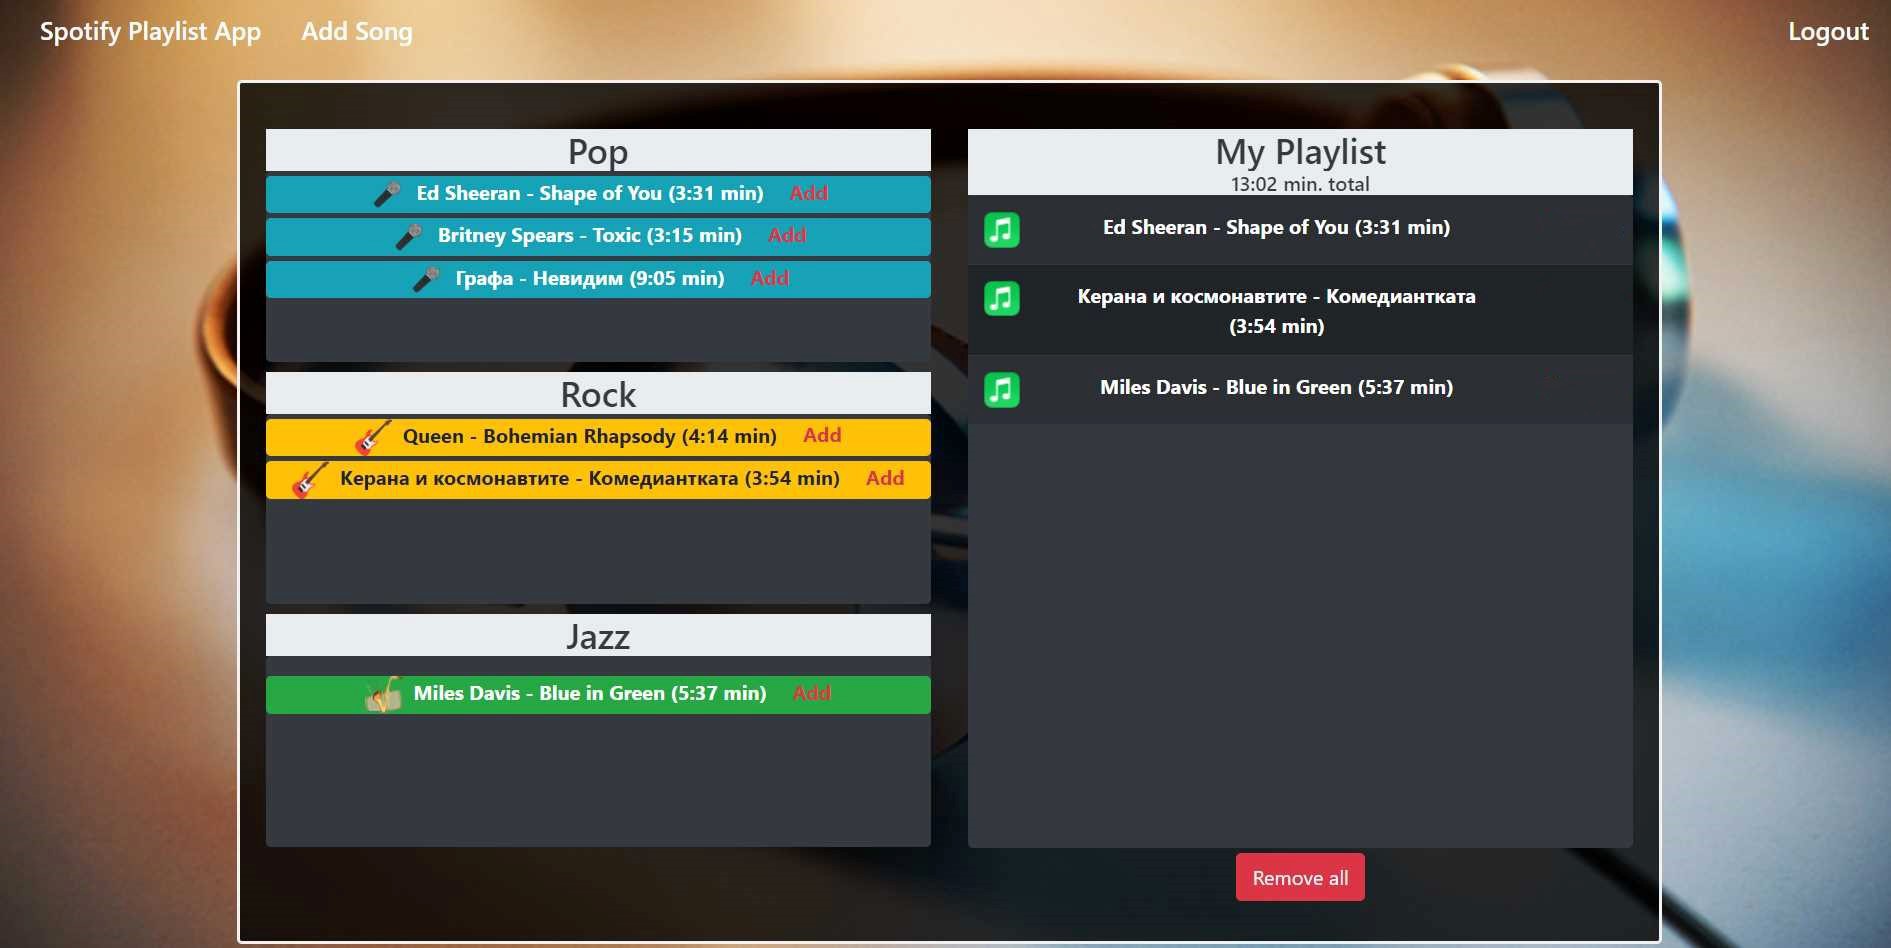 Spotify Playlist App
Add Song
Logout
Pop
Ed Sheeran - Shape of You (3:31 min) Add
Britney Spears - Toxic (3:15 min) Add
Графа - Невидим (9:05 min) Add
Rock
Queen - Bohemian Rhapsody (4:14 min) Add
Керана и космонавтите - Комедиантката (3:54 min) Add
Jazz
Miles Davis - Blue in Green (5:37 min) Add
My Playlist
13:02 min. total
Ed Sheeran - Shape of You (3:31 min)
Керана и космонавтите - Комедиантката
(3:54 min)
Miles Davis - Blue in Green (5:37 min)
Remove all